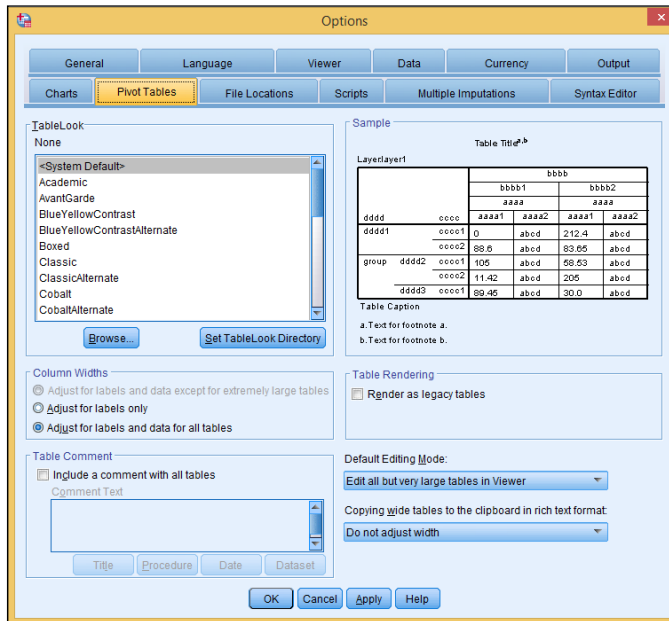 Options
x
General Language Viewer Data Currency Output
Charts Pivot Tables File Locations Scripts Multiple Imputations Syntax Editor
TableLook
None
<System Default>
Academic
AvantGarde
BlueYellowContrast
BlueYellowContrastAlternate
Boxed
Classic
ClassicAlternate
Cobalt
CobaltAlternate
Browse... Set TableLook Directory
Sample
Table Title a,b
Layerlayer1
bbbb
bbbb1 bbbb2
aaaa aaaa
dddd cccc aaaa1 aaaa2 aaaa1 aaaa2
dddd1 cccc1 0 abcd 212.4 abcd
cccc2 88.6 abcd 83.65 abcd
group dddd2 cccc1 105 abcd 58.53 abcd
cccc2 11.42 abcd 205 abcd
dddd3 cccc1 89.45 abcd 30.0 abcd
Table Caption
a.Text for footnote a.
b.Text for footnote b.
Column Widths
Adjust for labels and data except for extremely large tables
Adjust for labels only
Adjust for labels and data for all tables
Table Rendering
Render as legacy tables
Table Comment
Include a comment with all tables
Comment Text
Title Procedure Date Dataset
Default Editing Mode:
Edit all but very large tables in Viewer
Copying wide tables to the clipboard in rich text format:
Do not adjust width
OK Cancel Apply Help